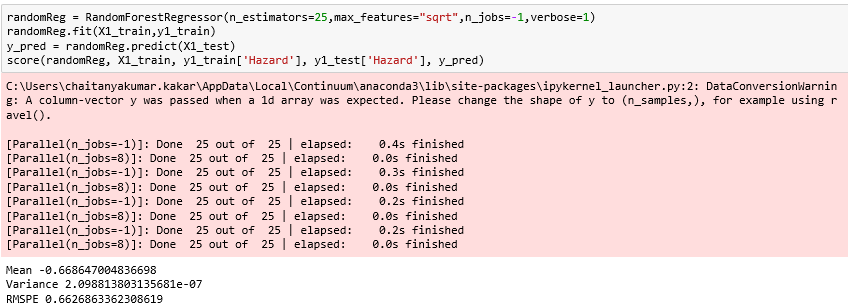 randomReg = RandomForestRegressor(n_estimators=25,max_features="sqrt",n_jobs=-1,verbose=1)
randomReg.fit(X1_train,y1_train)
y_pred = randomReg.predict(X1_test)
score(randomReg, X1_train, y1_train['Hazard'], y1_test['Hazard'], y_pred)
C:\Users\chaitanyakumar.kakar\AppData\Local\Continuum\anaconda3\lib\site-packages\ipykernel_launcher.py:2: DataConversionWarnin
g: A column-vector y was passed when a 1d array was expected. Please change the shape of y to (n_samples,), for example using r
avel().
[Parallel(n_jobs=-1)]: Done  25 out of  25 | elapsed:    0.4s finished
[Parallel(n_jobs=8)]: Done  25 out of  25 | elapsed:    0.0s finished
[Parallel(n_jobs=-1)]: Done  25 out of  25 | elapsed:    0.3s finished
[Parallel(n_jobs=8)]: Done  25 out of  25 | elapsed:    0.0s finished
[Parallel(n_jobs=-1)]: Done  25 out of  25 | elapsed:    0.2s finished
[Parallel(n_jobs=8)]: Done  25 out of  25 | elapsed:    0.0s finished
[Parallel(n_jobs=-1)]: Done  25 out of  25 | elapsed:    0.2s finished
[Parallel(n_jobs=8)]: Done  25 out of  25 | elapsed:    0.0s finished
Mean -0.668647004836698
Variance 2.098813803135681e-07
RMSPE 0.6626863362308619